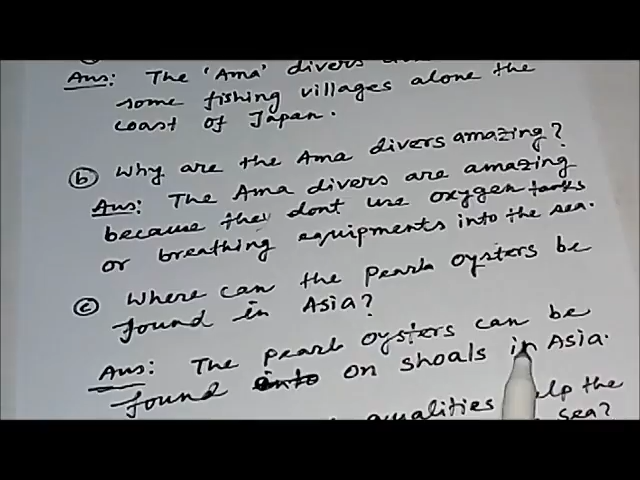 Ans: The 'Ama' divers
some fishing villages alone the
coast of Japan.
(b) Why are the Ama divers amazing?
Ans: The Ama divers are amazing
because they dont use oxygen tanks
or breathing equipments into the sea.
(c) Where can the pearl oysters be
found in Asia?
Ans: The pearl oysters can be
found on shoals in Asia.
qualities help the
sea?